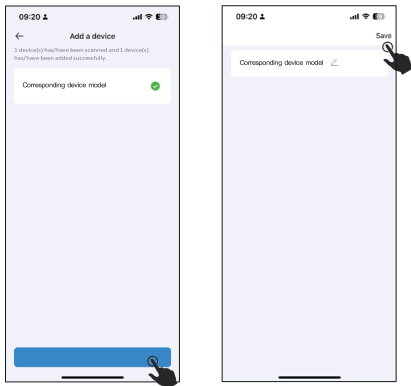 09:20
Add a device
1 device(s) has/have been scanned and 1 device(s)
has/have been added successfully.
Corresponding device model
09:20
Save
Corresponding device model